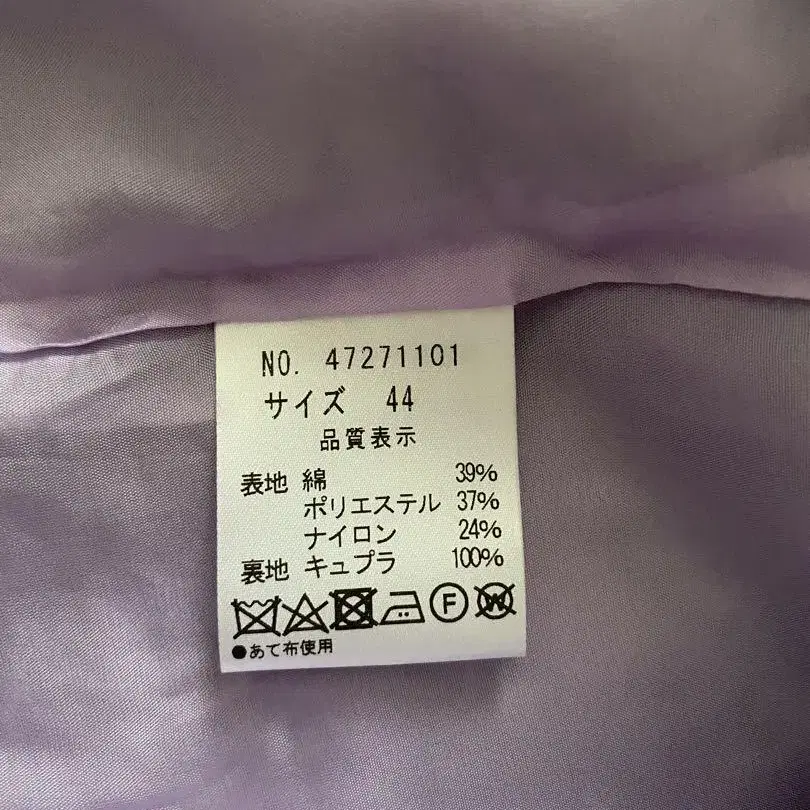 NO. 47271101
サイズ 44
品質表示
表地 綿 39%
ポリエステル 37%
ナイロン 24%
裏地 キュプラ 100%
F W
●あて布使用